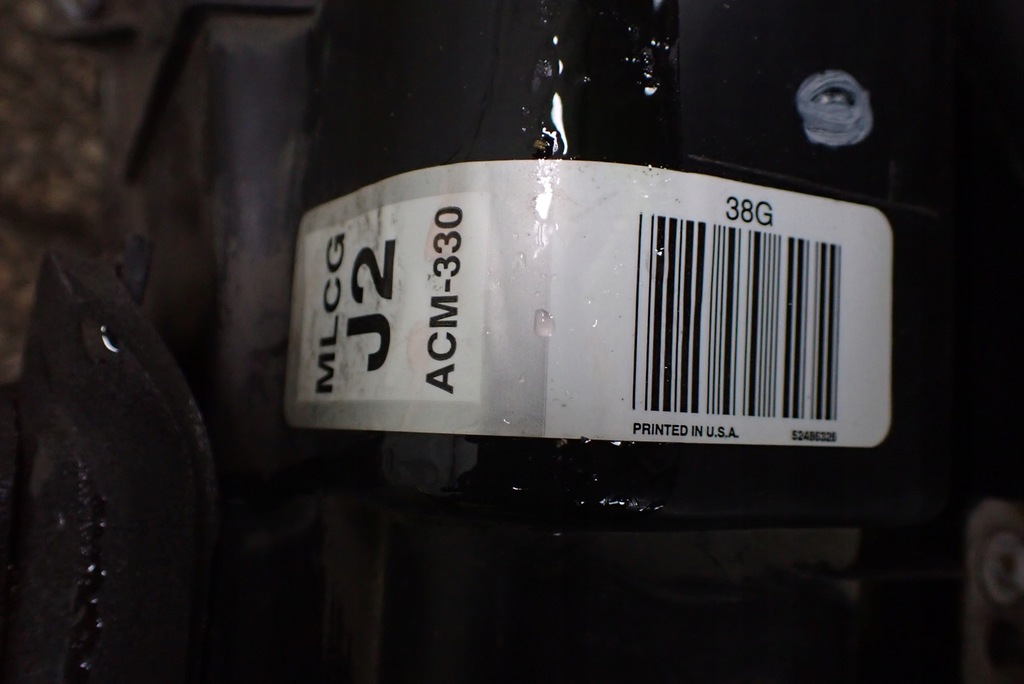 MLCG
J2
ACM-330
38G
PRINTED IN U.S.A.
52486326